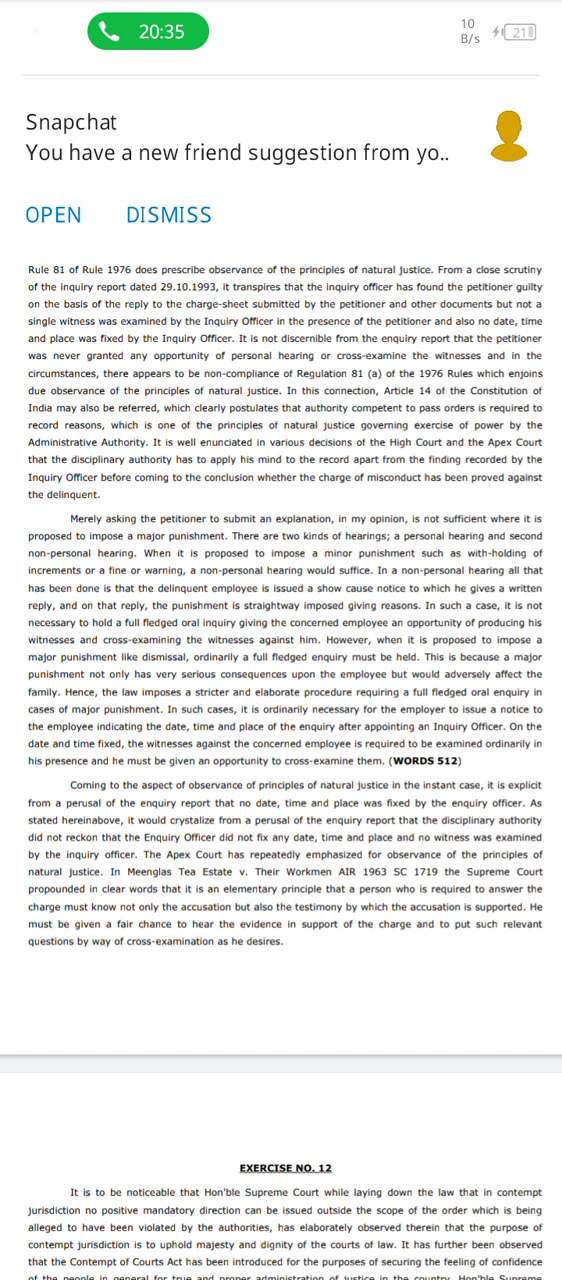 20:35
10
B/s
21
Snapchat
You have a new friend suggestion from yo..
OPEN DISMISS
Rule 81 of Rule 1976 does prescribe observance of the principles of natural justice. From a close scrutiny
of the inquiry report dated 29.10.1993, it transpires that the inquiry officer has found the petitioner guilty
on the basis of the reply to the charge-sheet submitted by the petitioner and other documents but not a
single witness was examined by the Inquiry Officer in the presence of the petitioner and also no date, time
and place was fixed by the Inquiry Officer. It is not discernible from the enquiry report that the petitioner
was never granted any opportunity of personal hearing or cross-examine the witnesses and in the
circumstances, there appears to be non-compliance of Regulation 81 (a) of the 1976 Rules which enjoins
due observance of the principles of natural justice. In this connection, Article 14 of the Constitution of
India may also be referred, which clearly postulates that authority competent to pass orders is required to
record reasons, which is one of the principles of natural justice governing exercise of power by the
Administrative Authority. It is well enunciated in various decisions of the High Court and the Apex Court
that the disciplinary authority has to apply his mind to the record apart from the finding recorded by the
Inquiry Officer before coming to the conclusion whether the charge of misconduct has been proved against
the delinquent.
Merely asking the petitioner to submit an explanation, in my opinion, is not sufficient where it is
proposed to impose a major punishment. There are two kinds of hearings; a personal hearing and second
non-personal hearing. When it is proposed to impose a minor punishment such as with-holding of
increments or a fine or warning, a non-personal hearing would suffice. In a non-personal hearing all that
has been done is that the delinquent employee is issued a show cause notice to which he gives a written
reply, and on that reply, the punishment is straightway imposed giving reasons. In such a case, it is not
necessary to hold a full fledged oral inquiry giving the concerned employee an opportunity of producing his
witnesses and cross-examining the witnesses against him. However, when it is proposed to impose a
major punishment like dismissal, ordinarily a full fledged enquiry must be held. This is because a major
punishment not only has very serious consequences upon the employee but would adversely affect the
family. Hence, the law imposes a stricter and elaborate procedure requiring a full fledged oral enquiry in
cases of major punishment. In such cases, it is ordinarily necessary for the employer to issue a notice to
the employee indicating the date, time and place of the enquiry after appointing an Inquiry Officer. On the
date and time fixed, the witnesses against the concerned employee is required to be examined ordinarily in
his presence and he must be given an opportunity to cross-examine them. (WORDS 512)
Coming to the aspect of observance of principles of natural justice in the instant case, it is explicit
from a perusal of the enquiry report that no date, time and place was fixed by the enquiry officer. As
stated hereinabove, it would crystalize from a perusal of the enquiry report that the disciplinary authority
did not reckon that the Enquiry Officer did not fix any date, time and place and no witness was examined
by the inquiry officer. The Apex Court has repeatedly emphasized for observance of the principles of
natural justice. In Meenglas Tea Estate v. Their Workmen AIR 1963 SC 1719 the Supreme Court
propounded in clear words that it is an elementary principle that a person who is required to answer the
charge must know not only the accusation but also the testimony by which the accusation is supported. He
must be given a fair chance to hear the evidence in support of the charge and to put such relevant
questions by way of cross-examination as he desires.
EXERCISE NO. 12
It is to be noticeable that Hon'ble Supreme Court while laying down the law that in contempt
jurisdiction no positive mandatory direction can be issued outside the scope of the order which is being
alleged to have been violated by the authorities, has elaborately observed therein that the purpose of
contempt jurisdiction is to uphold majesty and dignity of the courts of law. It has further been observed
that the Contempt of Courts Act has been introduced for the purposes of securing the feeling of confidence
of the people in general for true and proper administration of justice in the country. Hon'ble Supreme